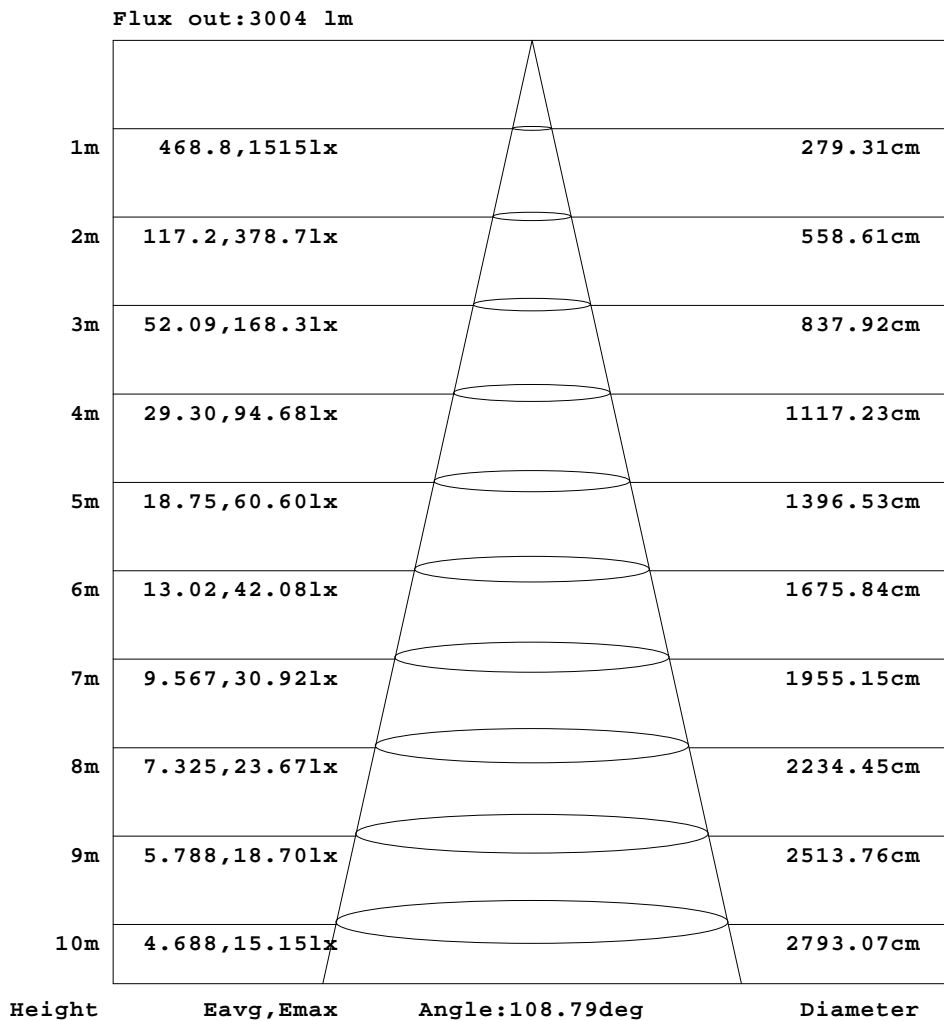 Flux out:3004 lm
1m 468.8,1515lx 279.31cm
2m 117.2,378.7lx 558.61cm
3m 52.09,168.3lx 837.92cm
4m 29.30,94.68lx 1117.23cm
5m 18.75,60.60lx 1396.53cm
6m 13.02,42.08lx 1675.84cm
7m 9.567,30.92lx 1955.15cm
8m 7.325,23.67lx 2234.45cm
9m 5.788,18.70lx 2513.76cm
10m 4.688,15.15lx 2793.07cm
Height Eavg,Emax Angle:108.79deg Diameter